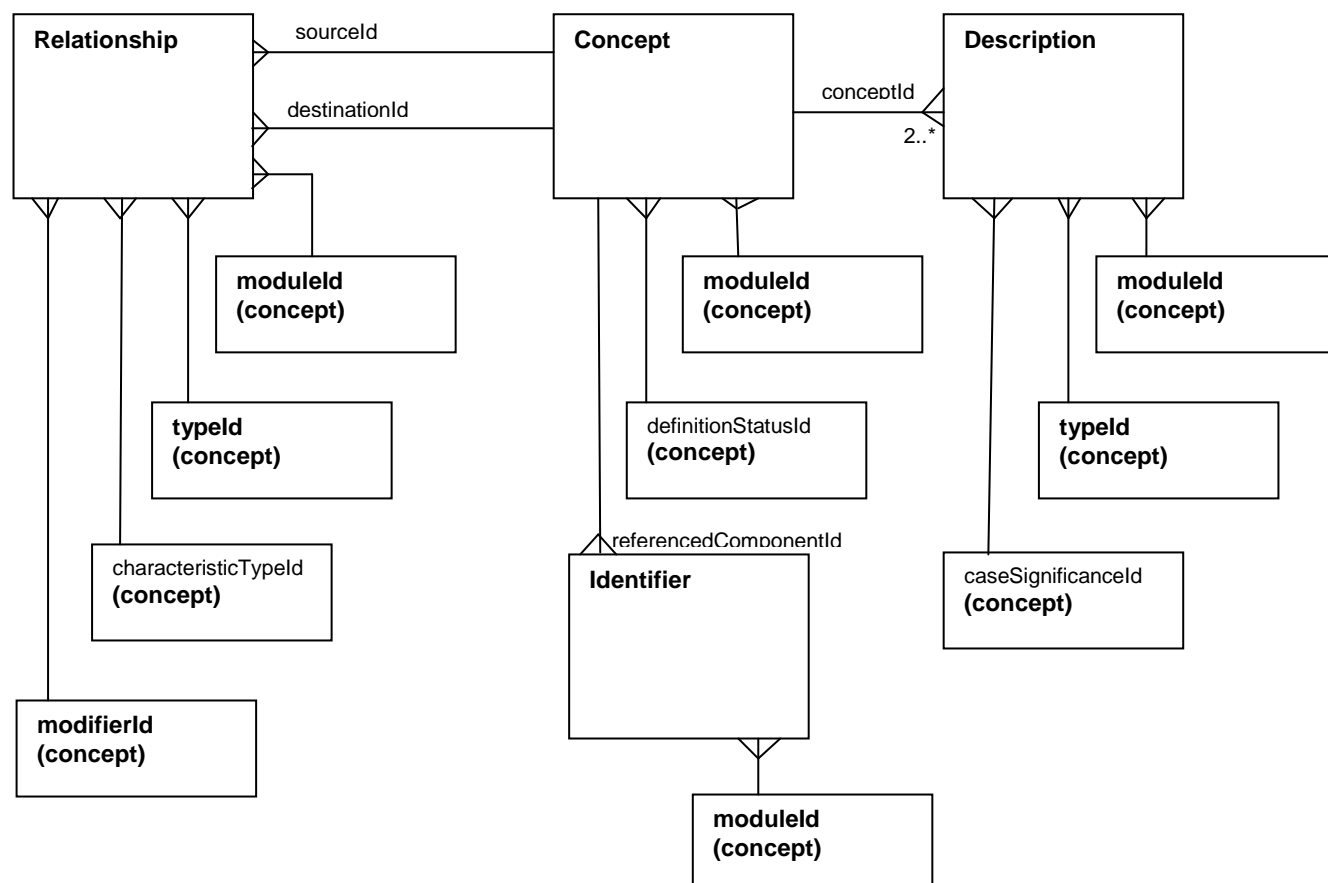 Relationship
sourceId
Concept
Description
destinationId
conceptId
2..*
moduleId
(concept)
moduleId
(concept)
moduleId
(concept)
typeId
(concept)
definitionStatusId
(concept)
typeId
(concept)
characteristicTypeId
(concept)
referencedComponentId
Identifier
caseSignificanceId
(concept)
modifierId
(concept)
moduleId
(concept)